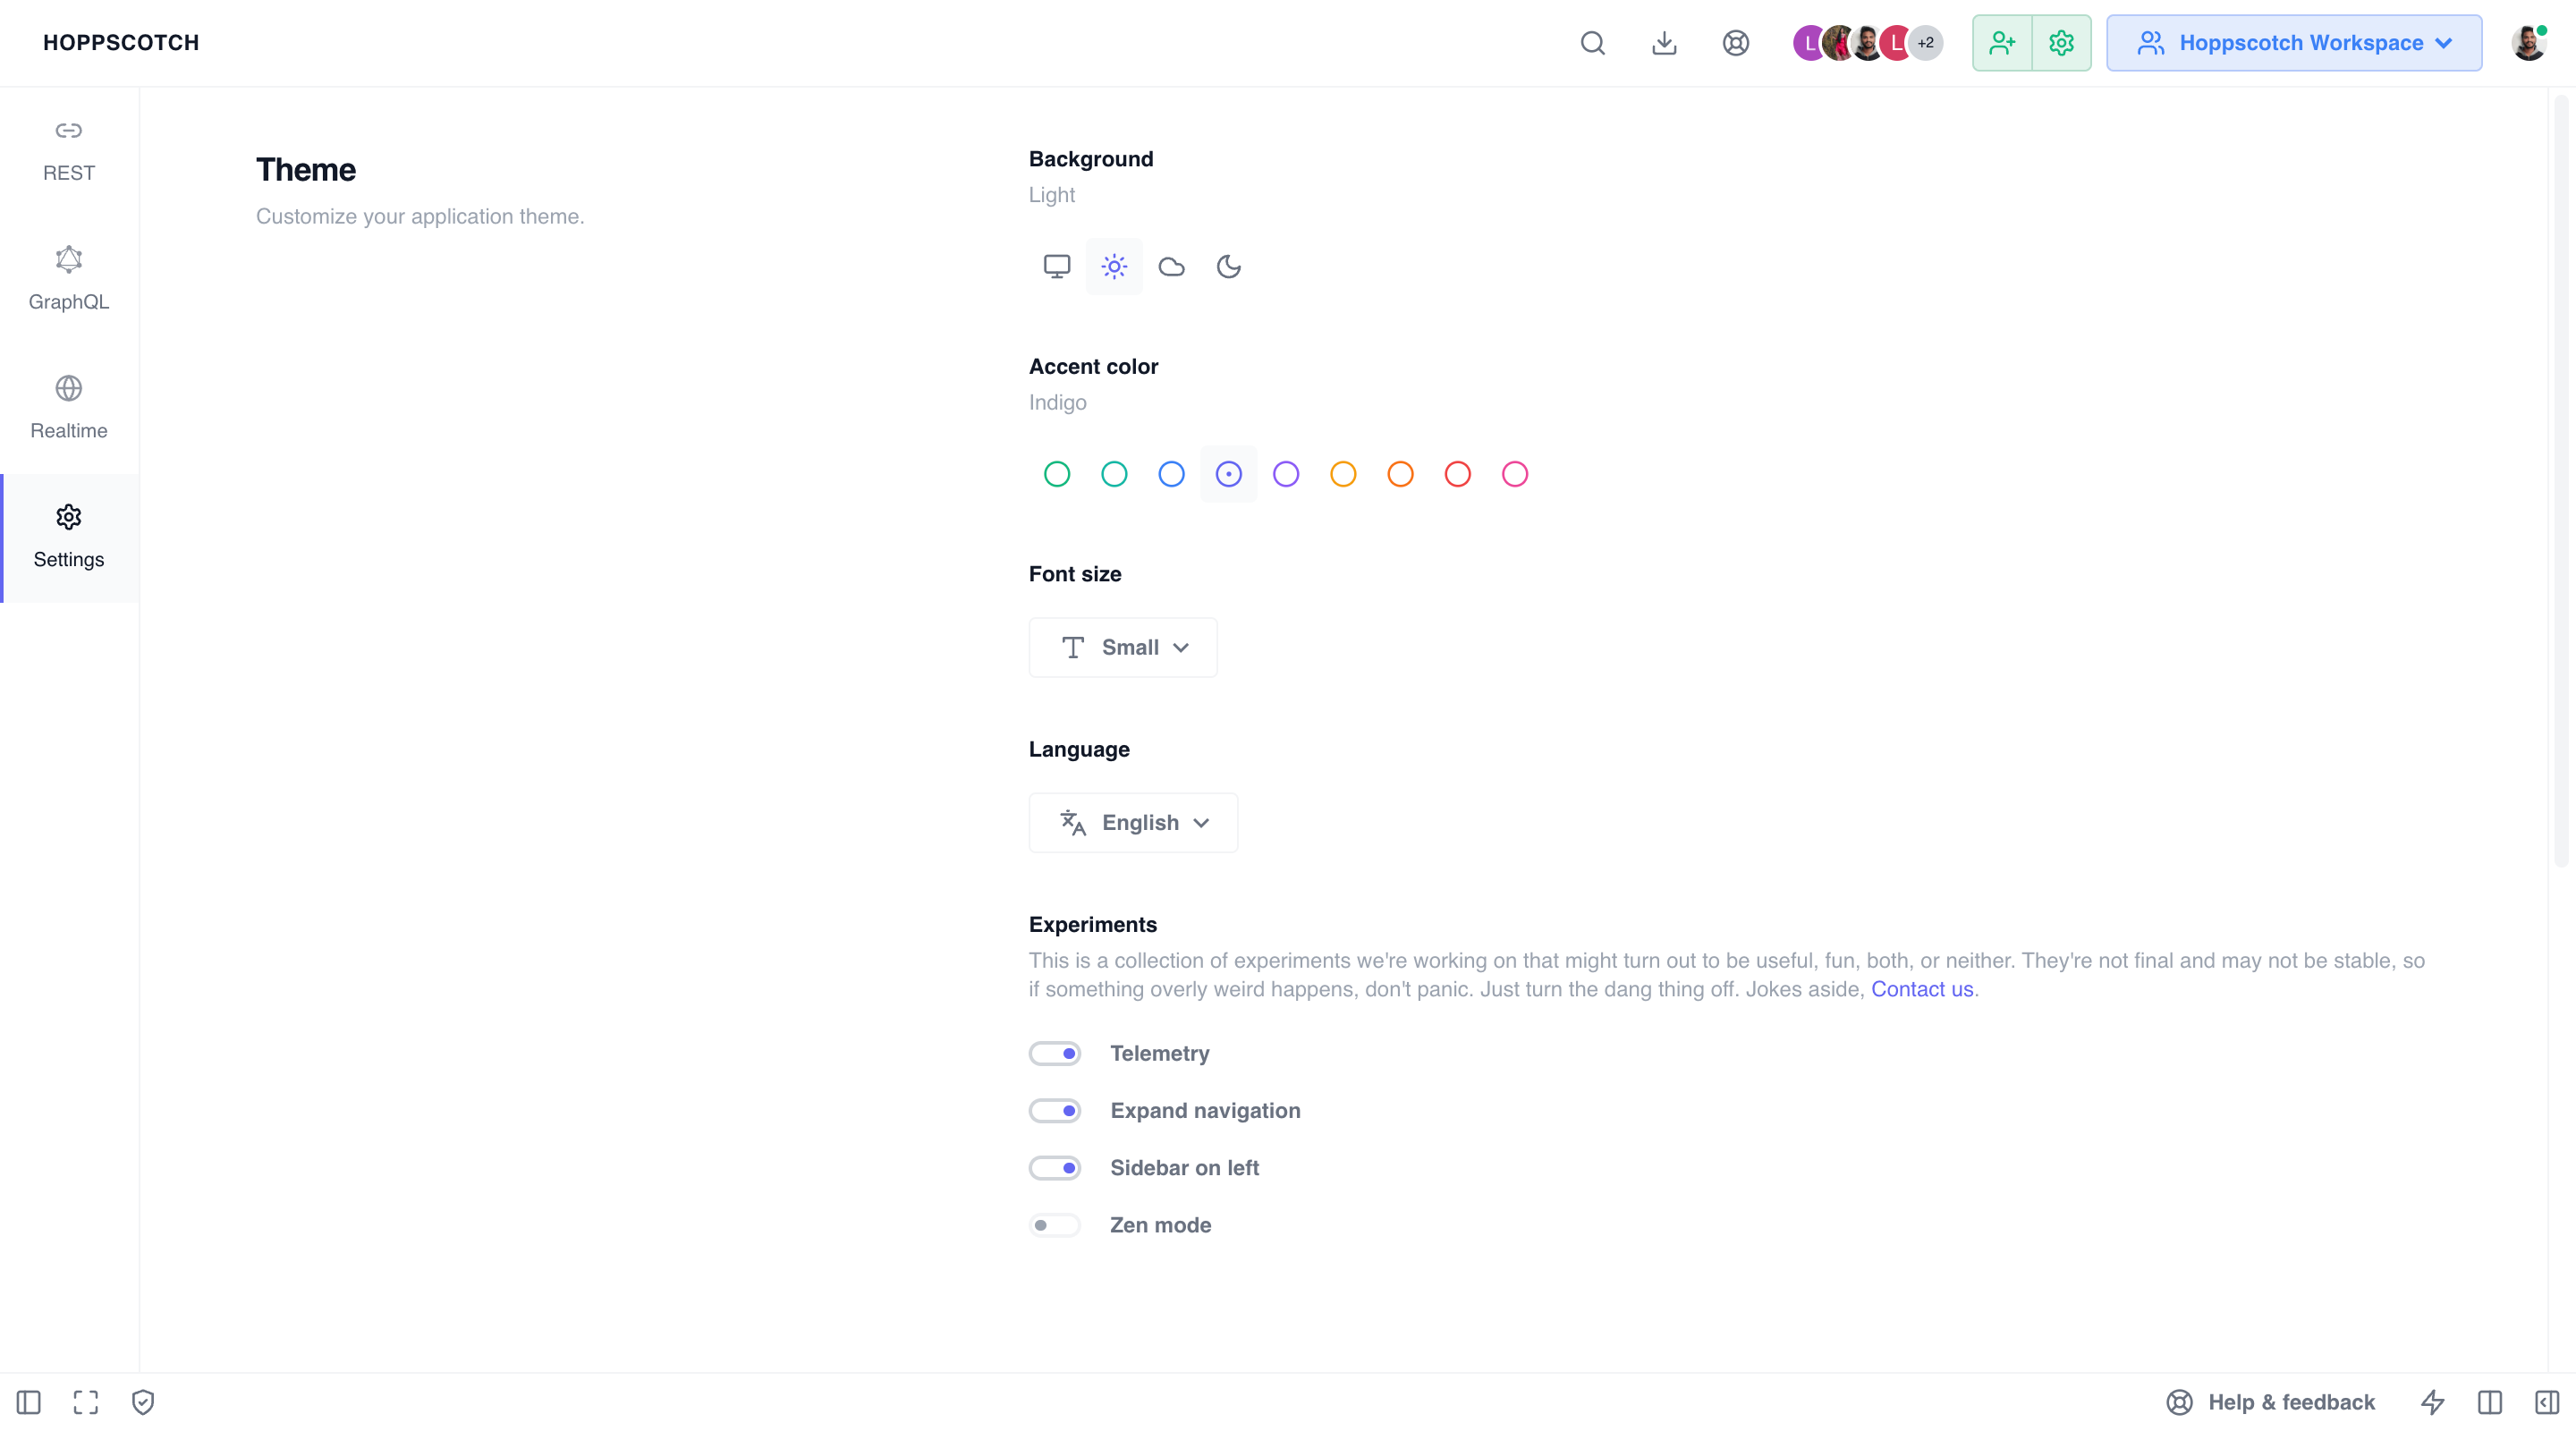 HOPPSCOTCH
L
L
+2
Hoppscotch Workspace
REST
GraphQL
Realtime
Settings
Theme
Customize your application theme.
Background
Light
Accent color
Indigo
Font size
Small
Language
English
Experiments
This is a collection of experiments we're working on that might turn out to be useful, fun, both, or neither. They're not final and may not be stable, so
if something overly weird happens, don't panic. Just turn the dang thing off. Jokes aside, Contact us.
Telemetry
Expand navigation
Sidebar on left
Zen mode
Help & feedback